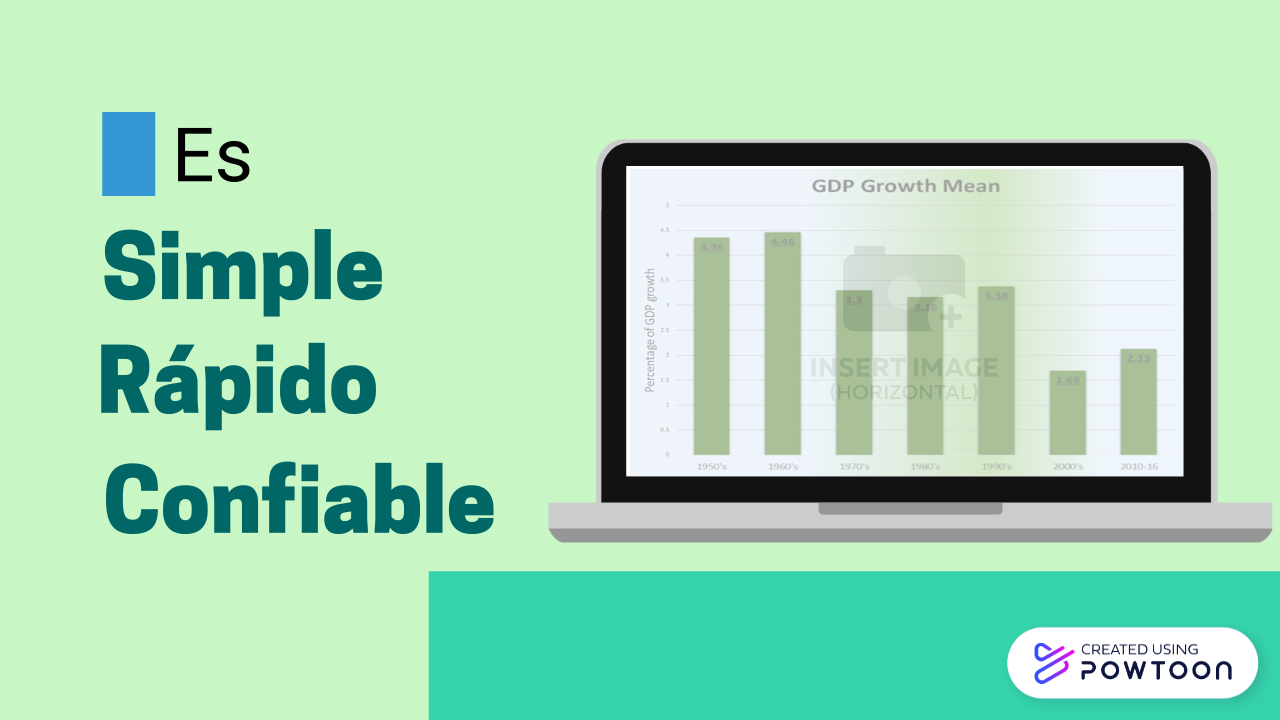 Es
Simple
Rápido
Confiable
GDP Growth Mean
Percentage of GDP growth
5
4.5
4
3.5
3
2.5
2
1.5
1
0.5
0
4.36
4.46
3.3
3.16
3.38
1.69
2.13
INSERT IMAGE
(HORIZONTAL)
1950's 1960's 1970's 1980's 1990's 2000's 2010-16
CREATED USING
POWTOON